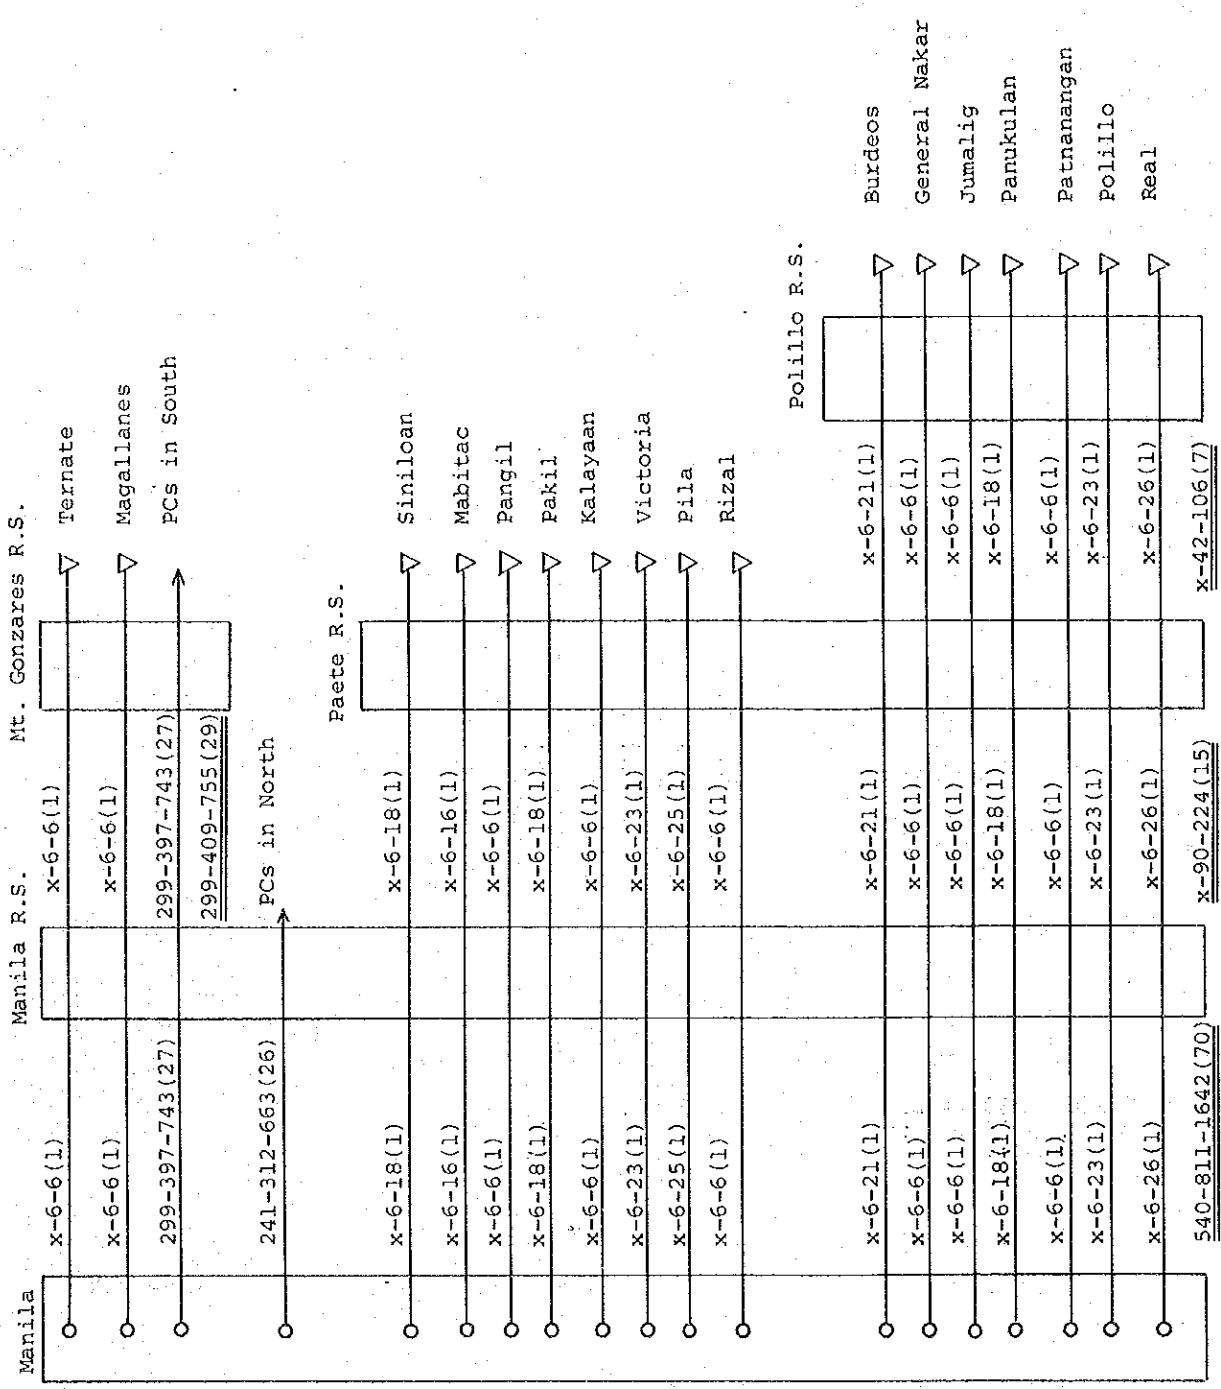 Manila
Manila R.S.
Mt. Gonzares R.S.
x-6-6(1)
x-6-6(1)
Ternate
x-6-6(1)
x-6-6(1)
Magallanes
299-397-743(27)
299-397-743(27)
PCs in South
299-409-755(29)
241-312-663(26)
PCs in North
Paete R.S.
x-6-18(1)
x-6-18(1)
Siniloan
x-6-16(1)
x-6-16(1)
Mabitac
x-6-6(1)
x-6-6(1)
Pangil
x-6-18(1)
x-6-18(1)
Pakil
x-6-6(1)
x-6-6(1)
Kalayaan
x-6-23(1)
x-6-23(1)
Victoria
x-6-25(1)
x-6-25(1)
Pila
x-6-6(1)
x-6-6(1)
Rizal
Polillo R.S.
x-6-21(1)
x-6-21(1)
x-6-21(1)
Burdeos
x-6-6(1)
x-6-6(1)
x-6-6(1)
General Nakar
x-6-6(1)
x-6-6(1)
x-6-6(1)
Jumalig
x-6-18(1)
x-6-18(1)
x-6-18(1)
Panukulan
x-6-6(1)
x-6-6(1)
x-6-6(1)
Patnanangan
x-6-23(1)
x-6-23(1)
x-6-23(1)
Polillo
x-6-26(1)
x-6-26(1)
x-6-26(1)
Real
540-811-1642(70)
x-90-224(15)
x-42-106(7)